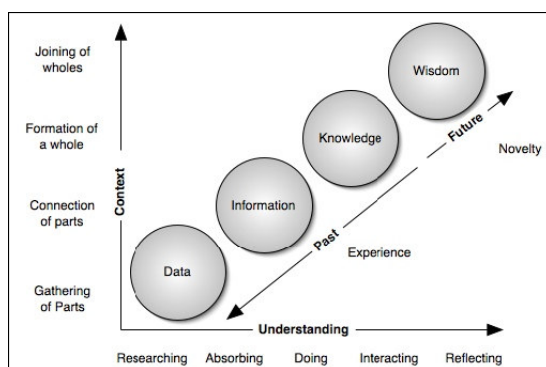 Joining of
wholes
Wisdom
Formation of
a whole
Knowledge
Future
Novelty
Context
Connection
of parts
Information
Past
Experience
Data
Gathering
of Parts
Understanding
Researching Absorbing Doing Interacting Reflecting